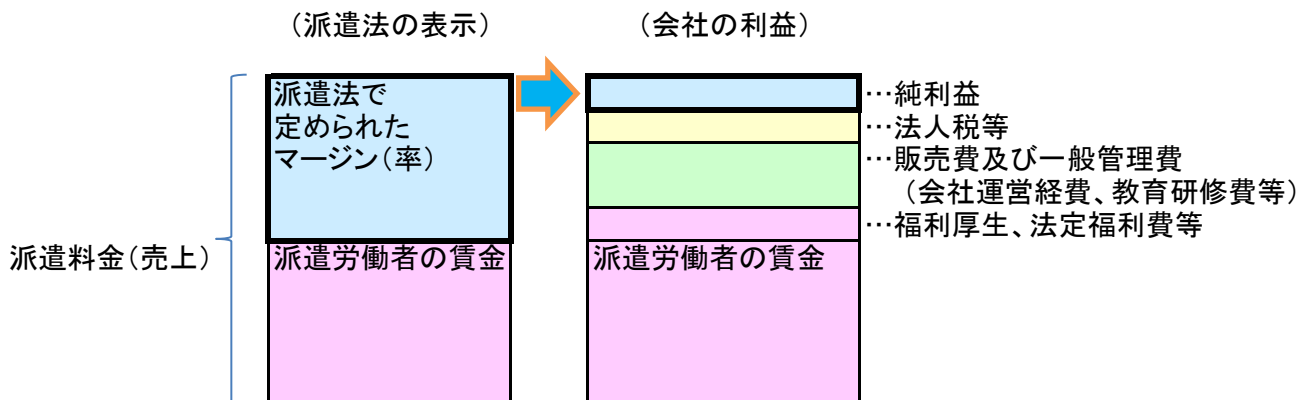 (派遣法の表示)
(会社の利益)
派遣法で
定められた
マージン(率)
…純利益
…法人税等
…販売費及び一般管理費
(会社運営経費、教育研修費等)
…福利厚生、法定福利費等
派遣料金(売上)
派遣労働者の賃金
派遣労働者の賃金